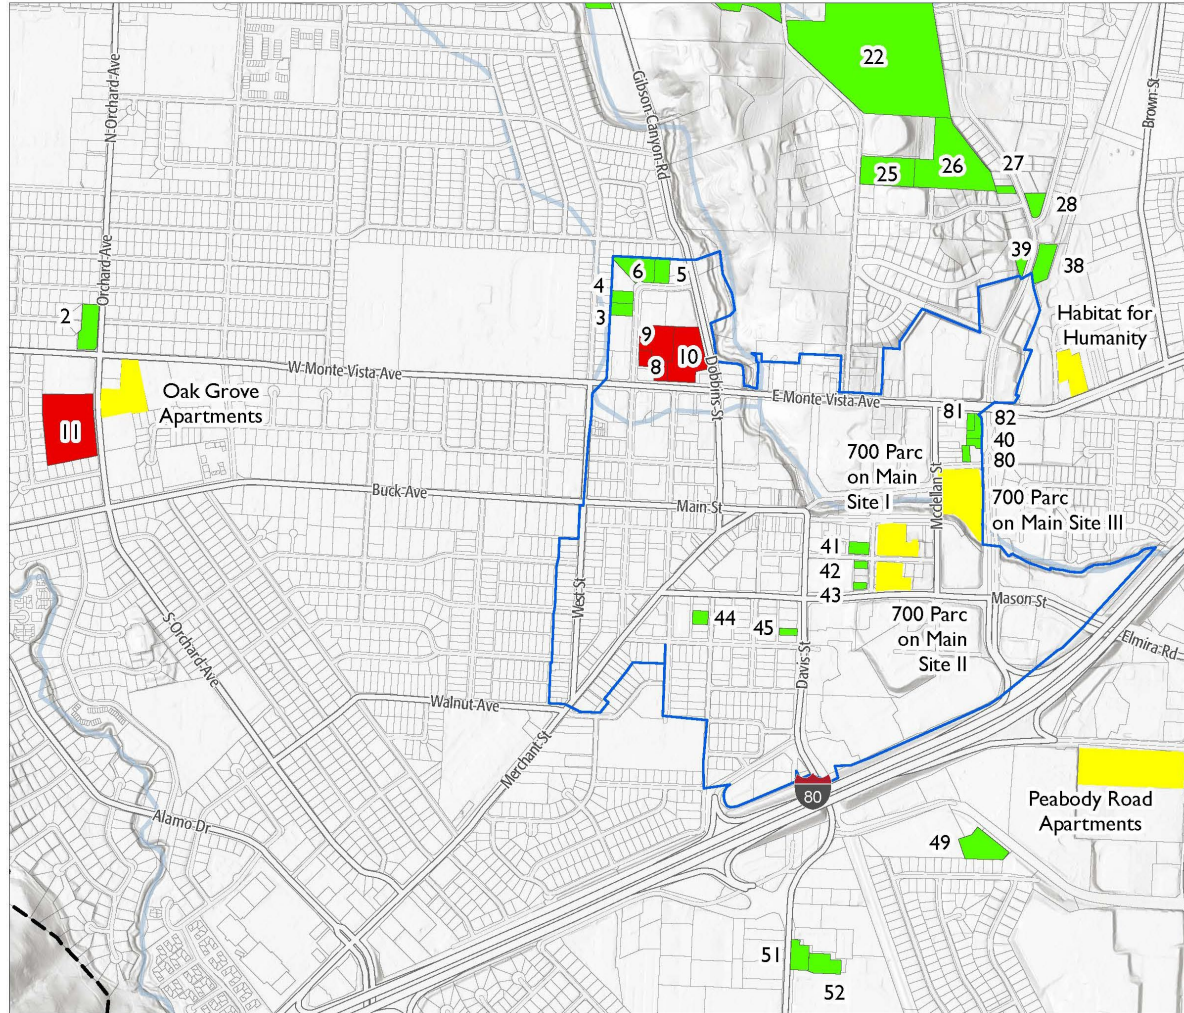 22
N Orchard Ave
Gibson Canyon Rd
Brown St
25
26
27
28
39
38
Orchard Ave
4
6
5
3
2
9
8
10
Dobbins St
Habitat for
Humanity
W Monte Vista Ave
E Monte Vista Ave
Oak Grove
Apartments
11
81
82
40
80
700 Parc
on Main
Site I
Mcclellan St
700 Parc
on Main Site III
Buck Ave
Main St
41
42
43
West St
Mason St
44
45
700 Parc
on Main
Site II
Elmira Rd
S Orchard Ave
Davis St
Walnut Ave
Merchant St
80
Peabody Road
Apartments
Alamo Dr
49
51
52